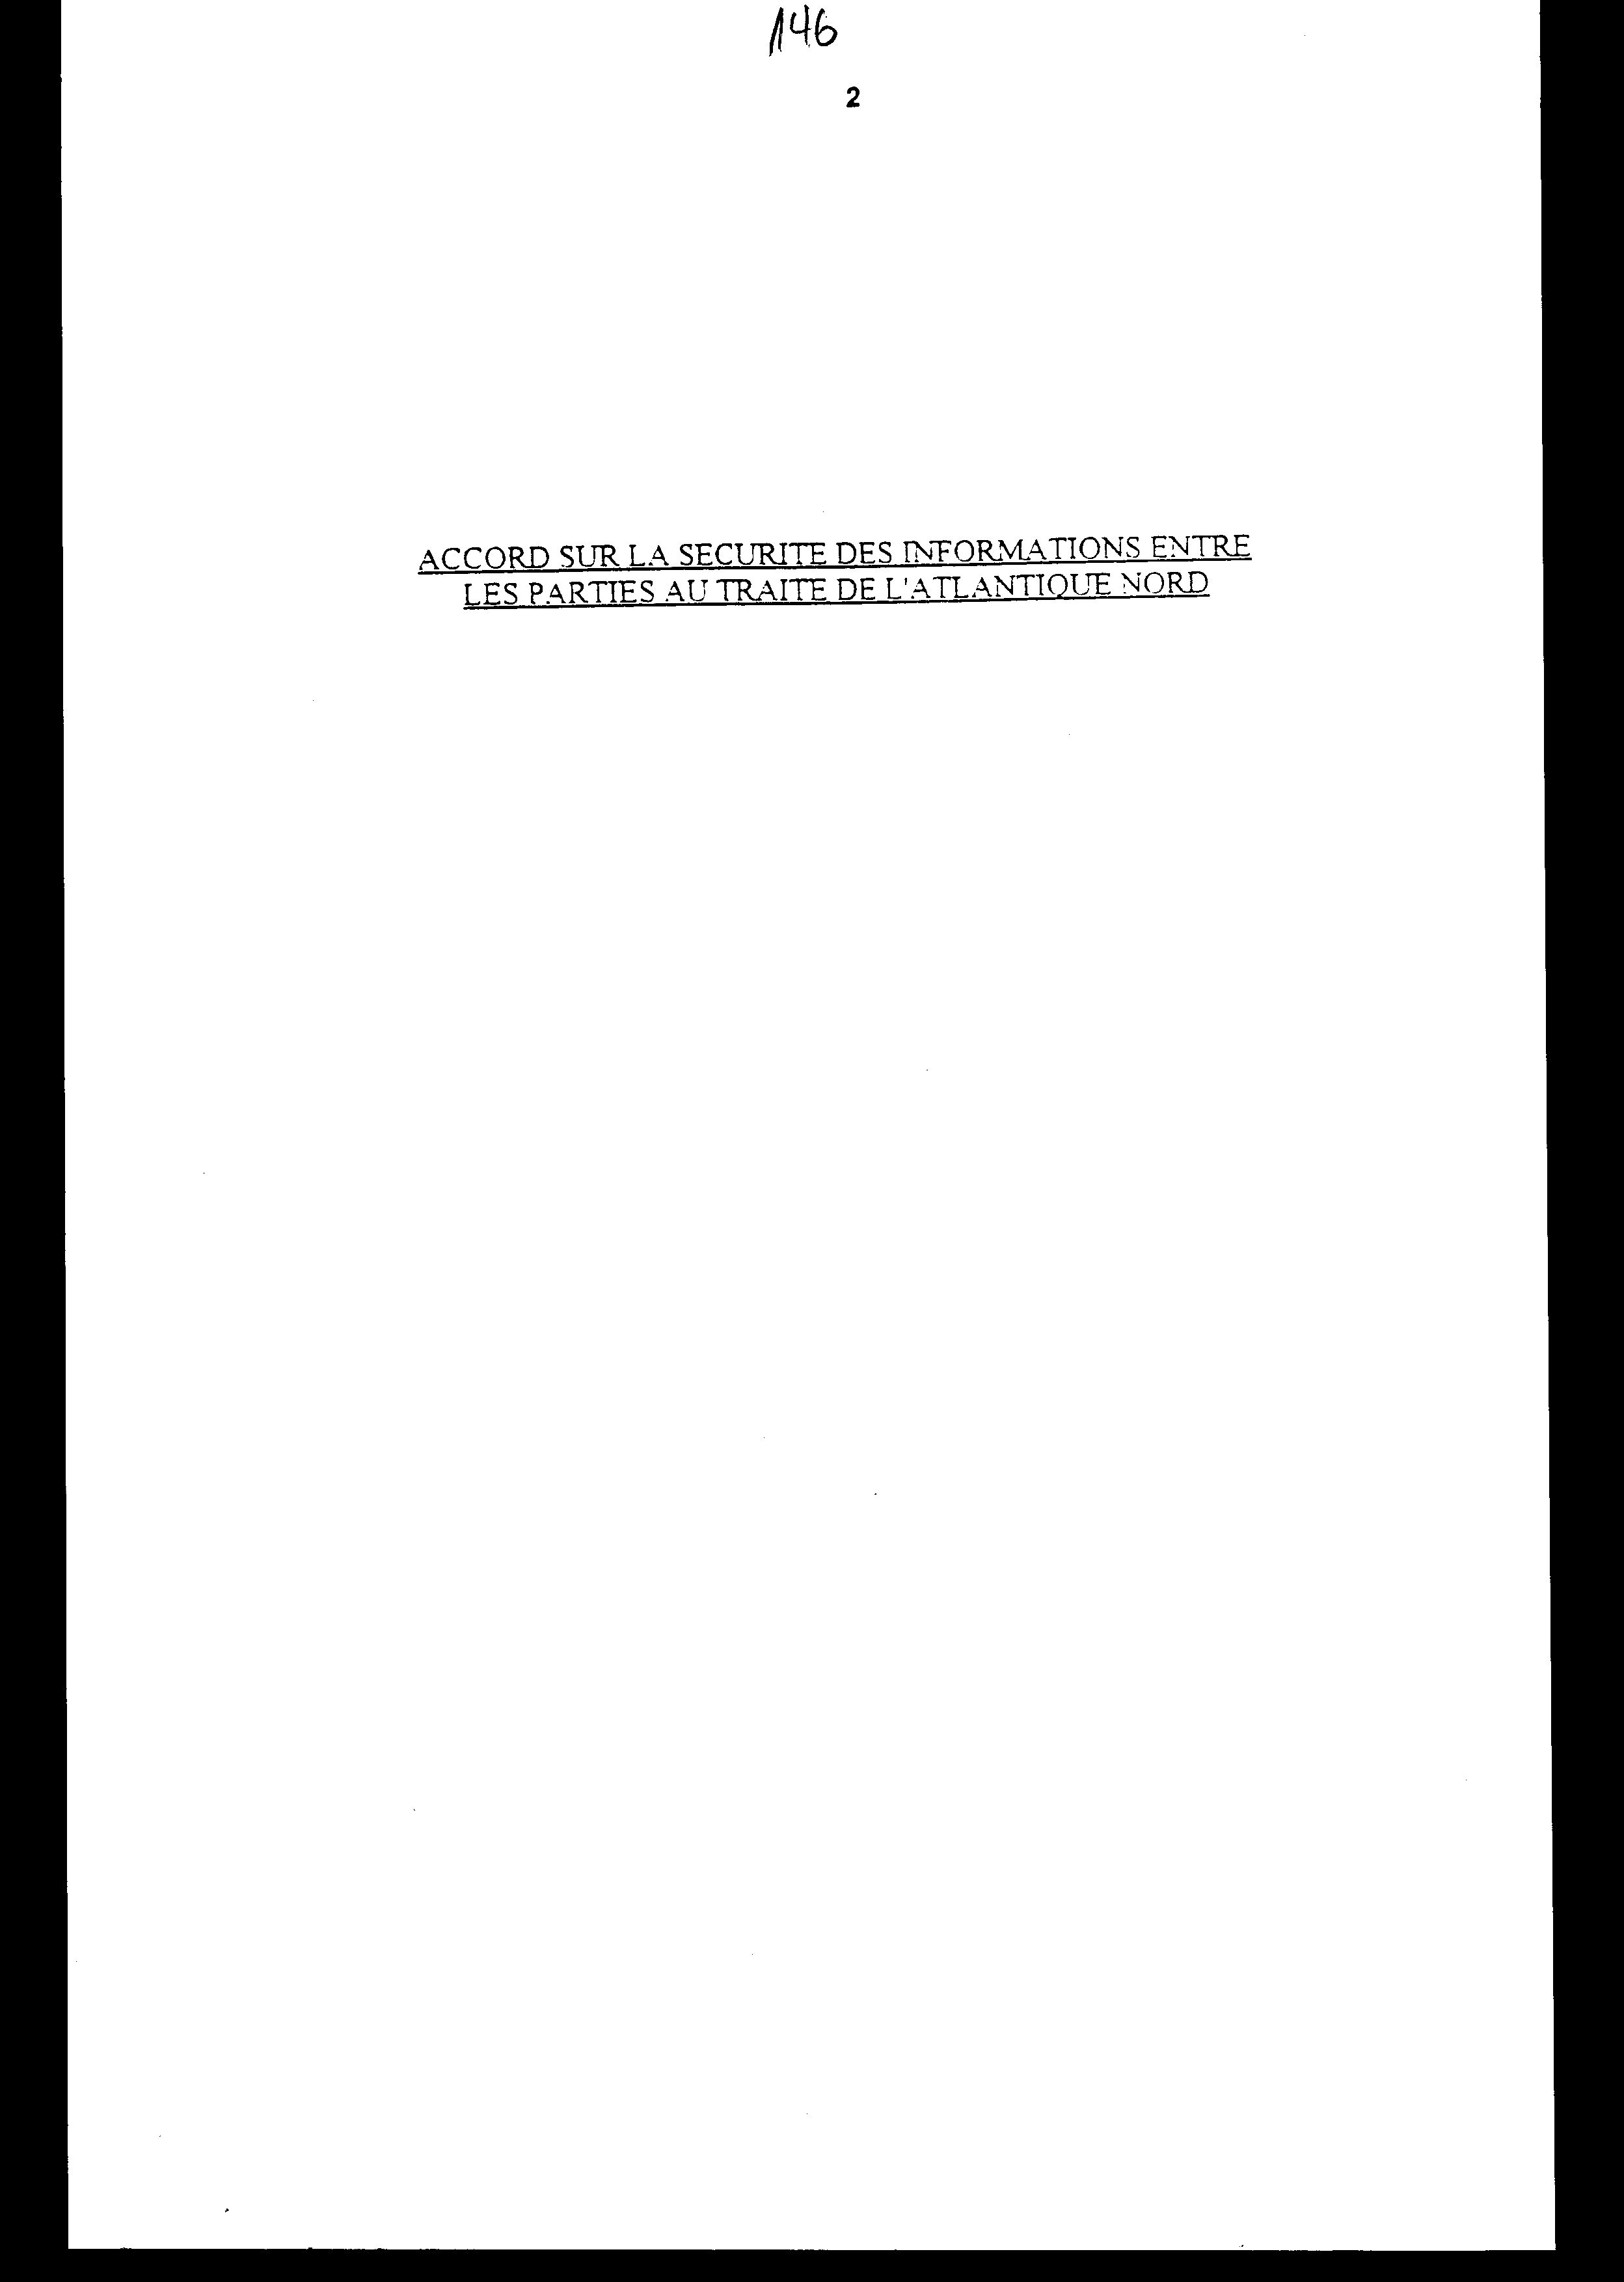 146
2
ACCORD SUR LA SECURITE DES INFORMATIONS ENTRE
LES PARTIES AU TRAITE DE L'ATLANTIQUE NORD